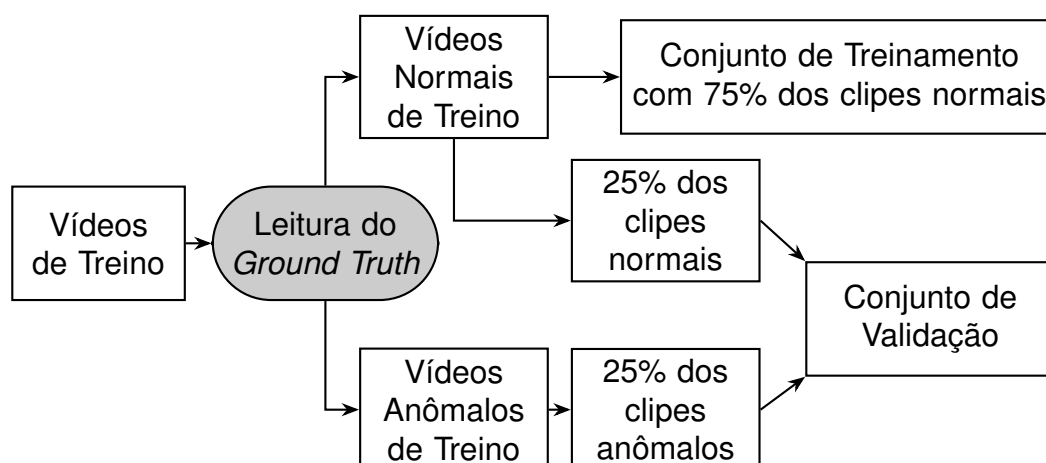 Vídeos
Normais
de Treino
Conjunto de Treinamento
com 75% dos clipes normais
Vídeos
de Treino
Leitura do
Ground Truth
25% dos
clipes
normais
Conjunto de
Validação
Vídeos
Anômalos
de Treino
25% dos
clipes
anômalos